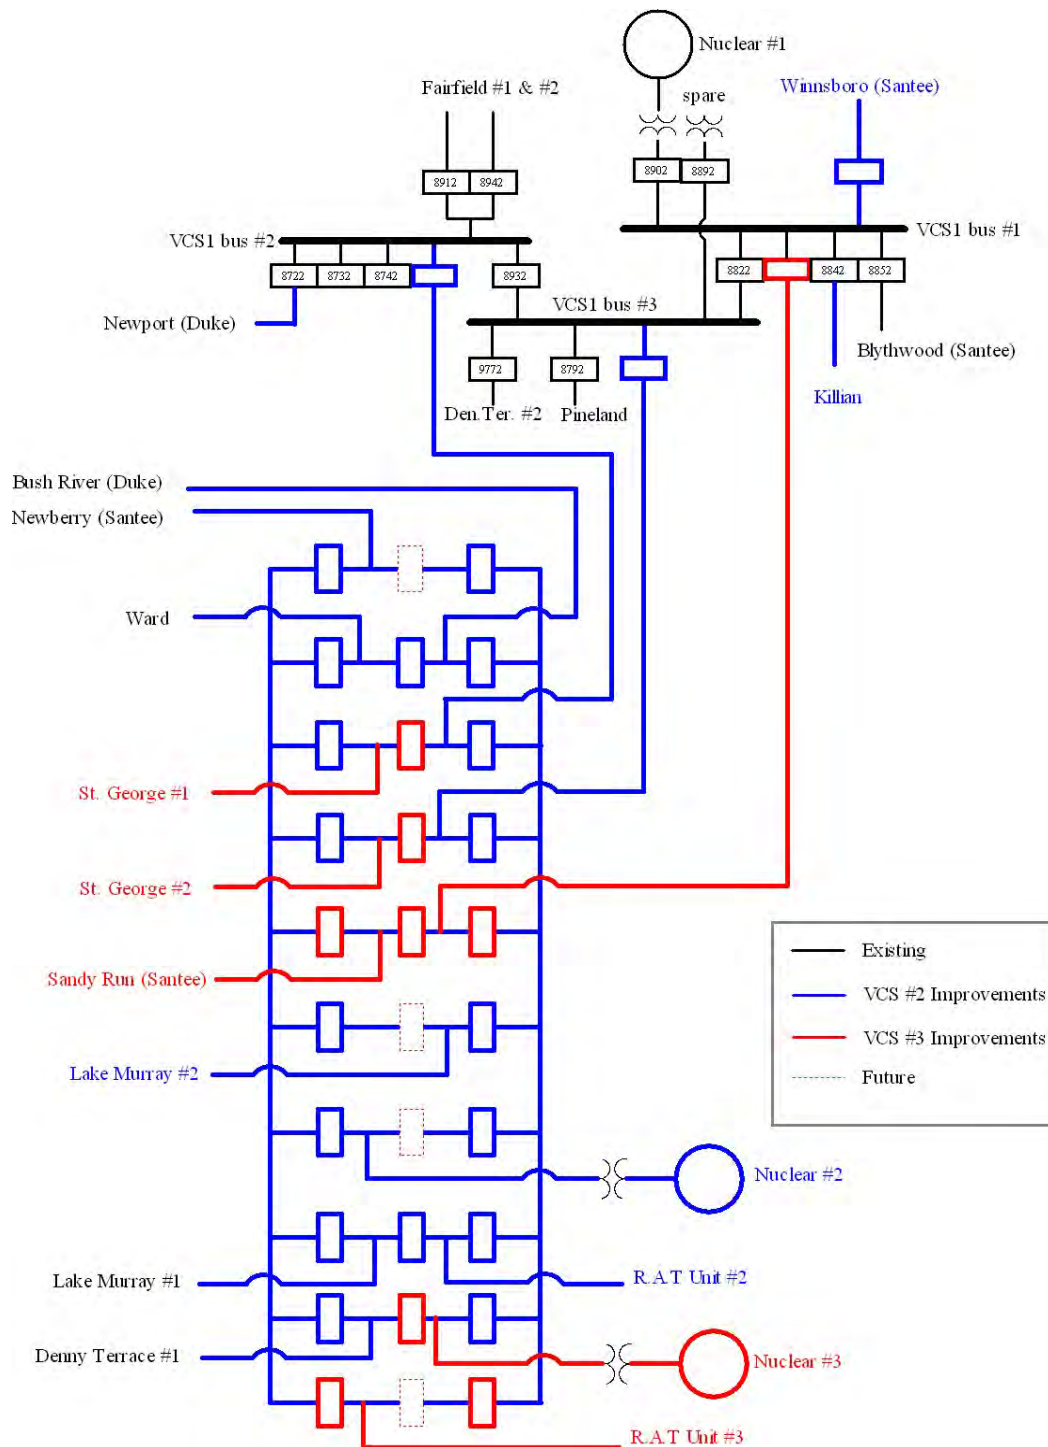 Nuclear #1
Fairfield #1 & #2
spare
Winnsboro (Santee)
8912 8942
8902 8892
VCS1 bus #2
VCS1 bus #1
8722 8732 8742
8932
8822
8842 8852
VCS1 bus #3
Newport (Duke)
Blythwood (Santee)
9772
8792
Killian
Den.Ter. #2
Pineland
Bush River (Duke)
Newberry (Santee)
Ward
St. George #1
St. George #2
Existing
Sandy Run (Santee)
VCS #2 Improvements
VCS #3 Improvements
Lake Murray #2
Future
Nuclear #2
Lake Murray #1
R.A.T Unit #2
Denny Terrace #1
Nuclear #3
R.A.T Unit #3